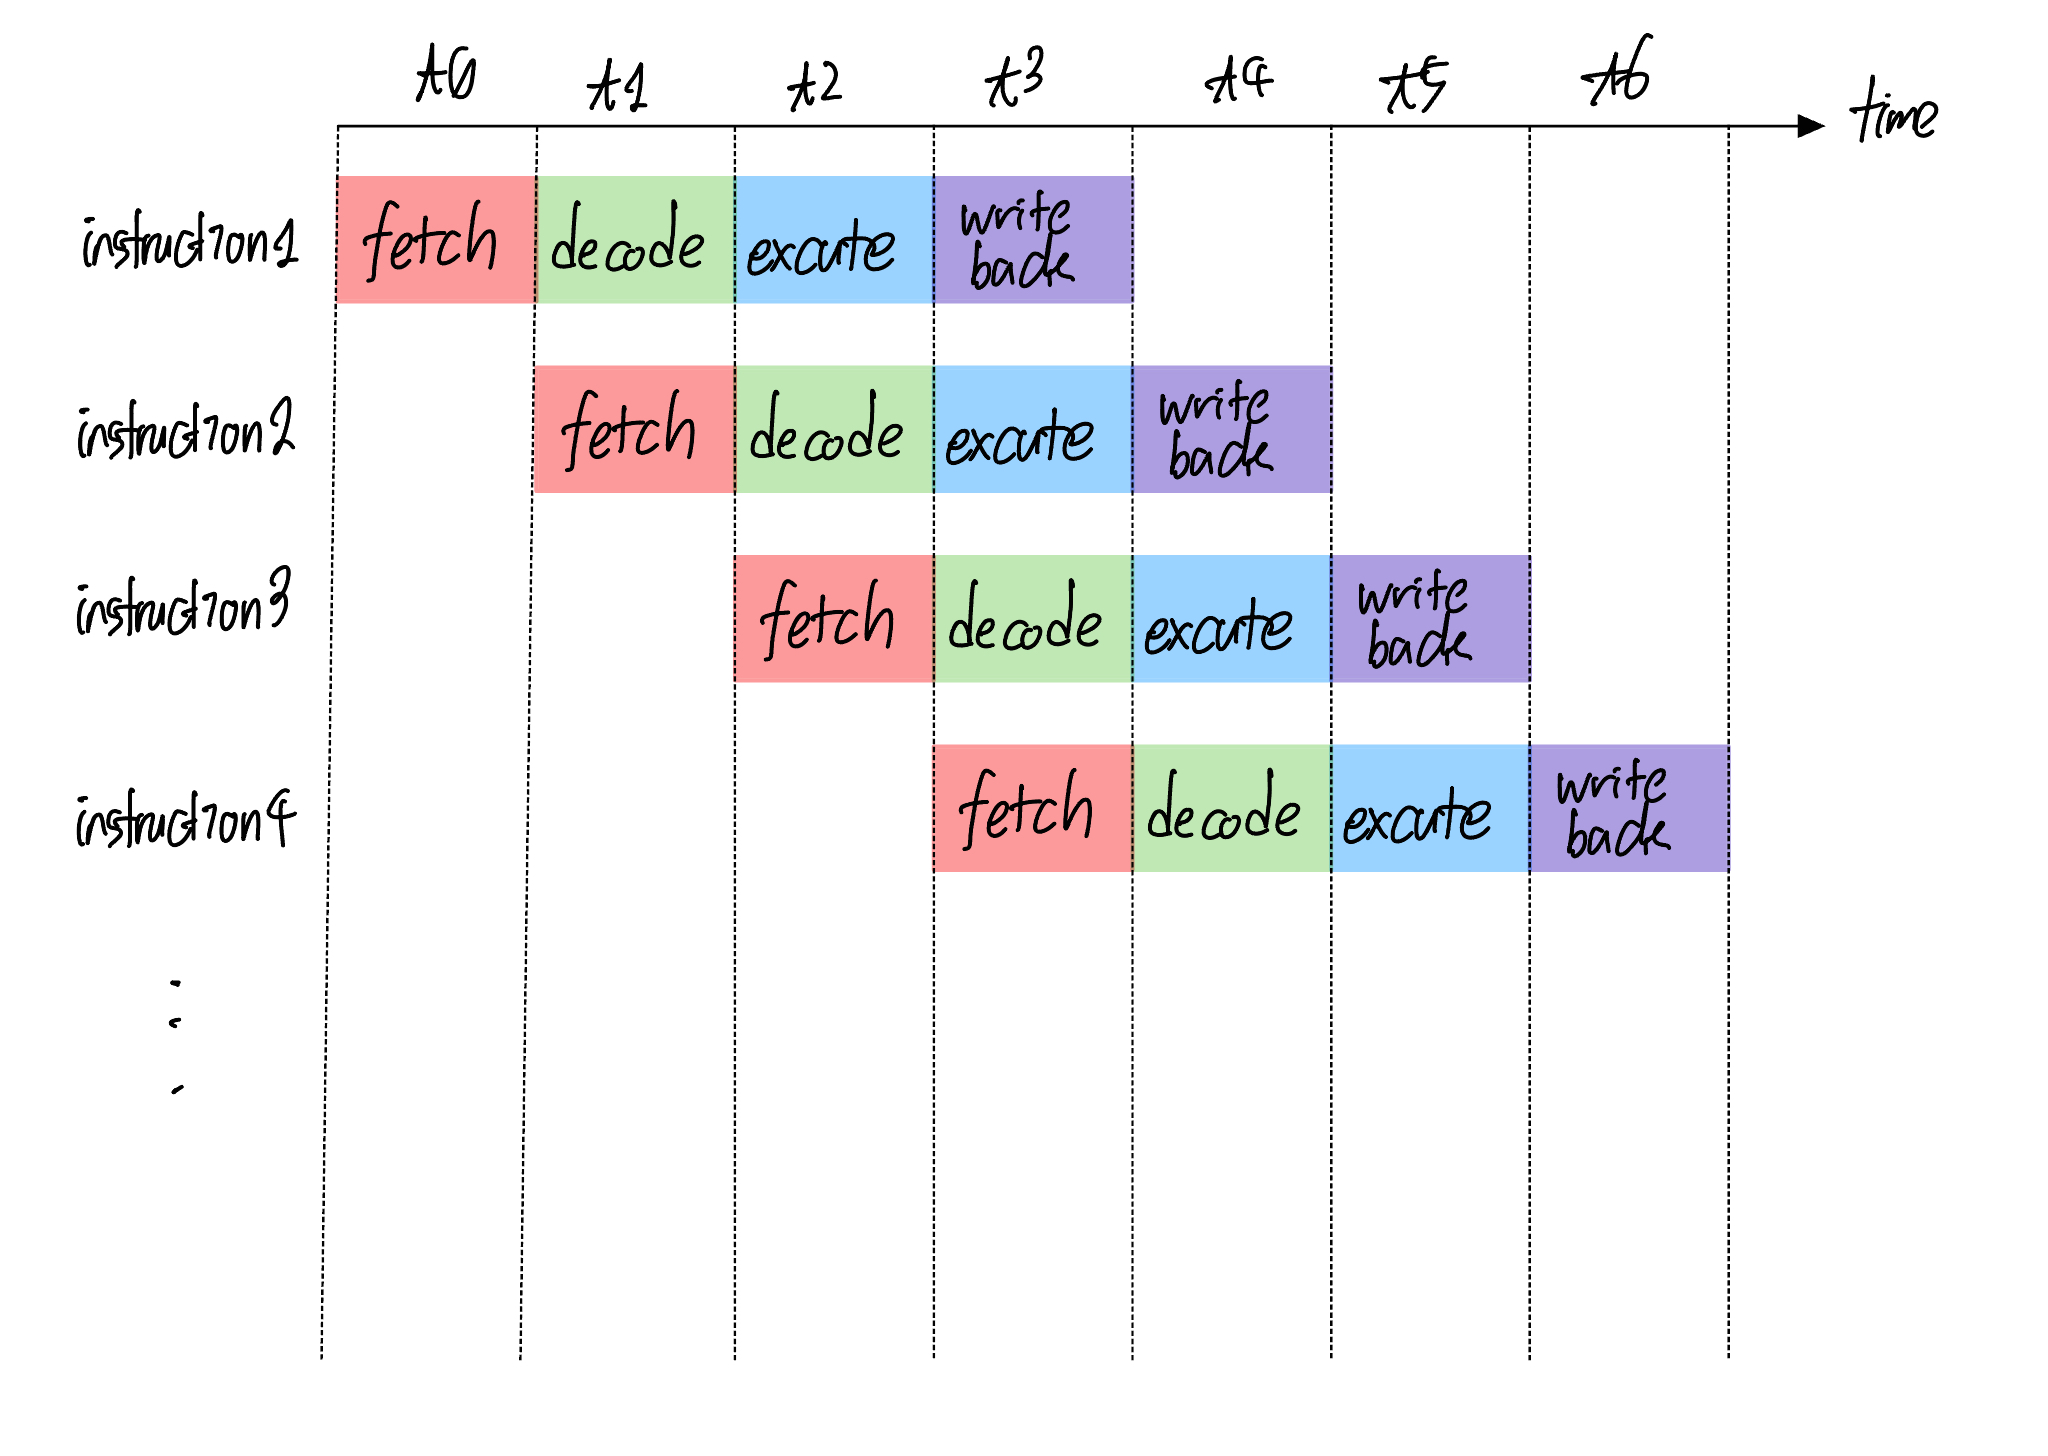 t0 t1 t2 t3 t4 t5 t6
time
instruction1 fetch decode excute write
back
instruction2 fetch decode excute write
back
instruction3 fetch decode excute write
back
instruction4 fetch decode excute write
back